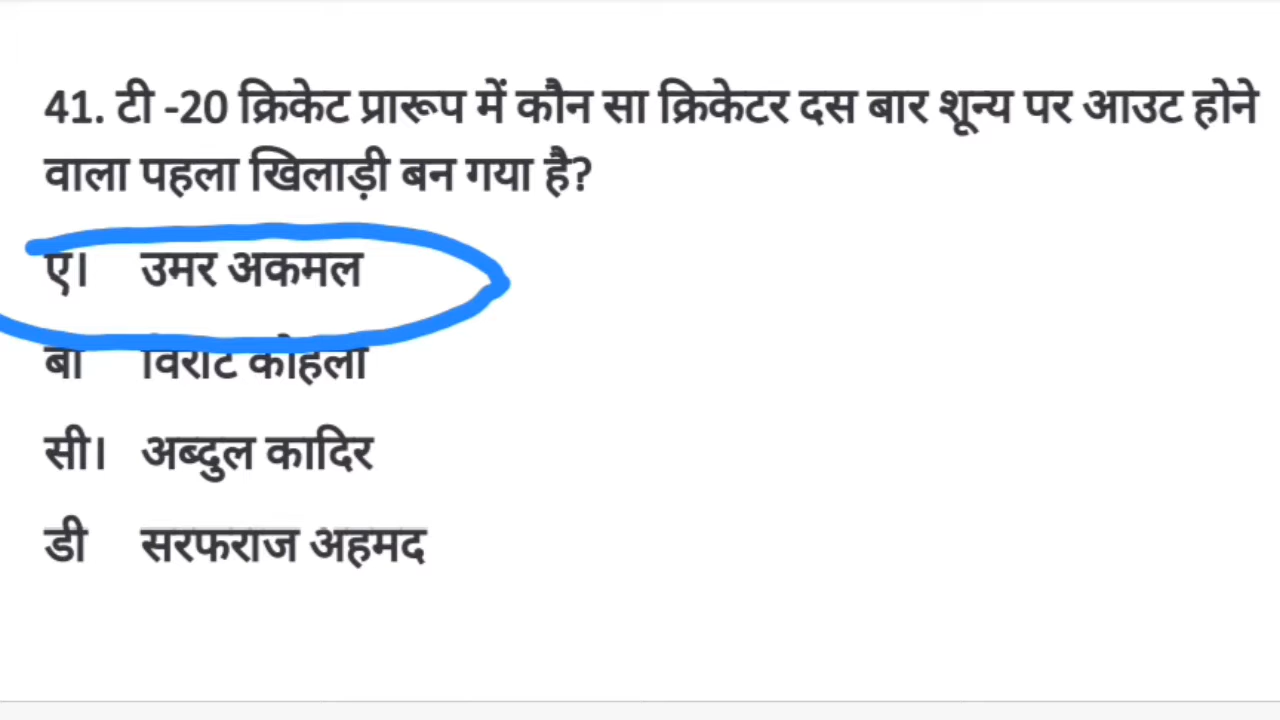 41. टी -20 क्रिकेट प्रारूप में कौन सा क्रिकेटर दस बार शून्य पर आउट होने
वाला पहला खिलाड़ी बन गया है?
ए। उमर अकमल
बी विराट कोहली
सी। अब्दुल कादिर
डी सरफराज अहमद